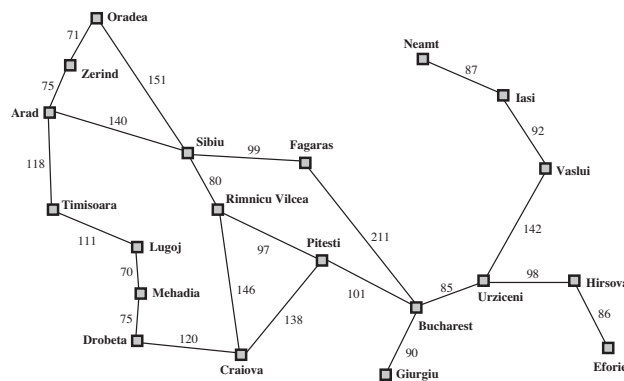 Oradea
71
Neamt
87
Zerind
151
75
Iasi
Arad
140
92
Sibiu
99
Fagaras
118
80
Vaslui
Timisoara
Rimnicu Vilcea
111
211
142
Lugoj
97
Pitesti
70
98
Hirsova
Mehadia
146
101
85
Urziceni
75
138
86
Bucharest
120
Drobeta
90
Craiova
Eforie
Giurgiu